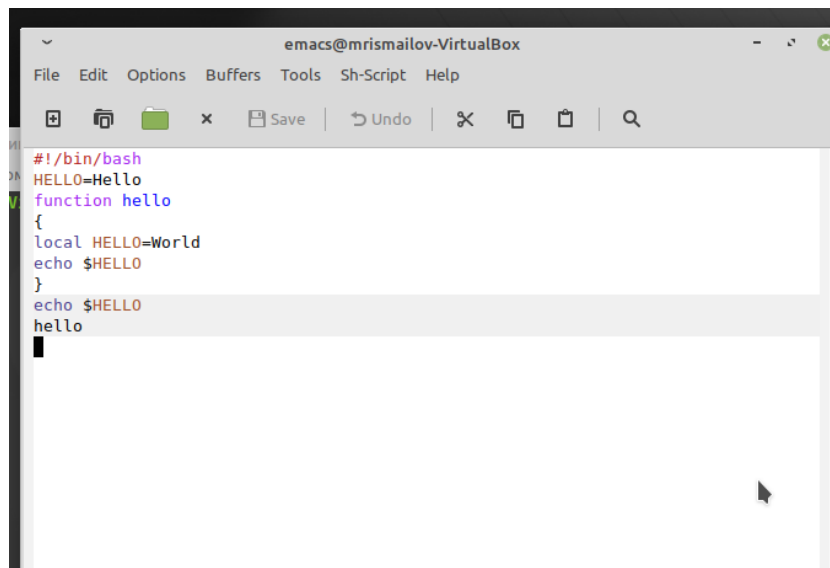 emacs@mrismailov-VirtualBox
File Edit Options Buffers Tools Sh-Script Help
Save Undo
#!/bin/bash
HELLO=Hello
function hello
{
local HELLO=World
echo $HELLO
}
echo $HELLO
hello